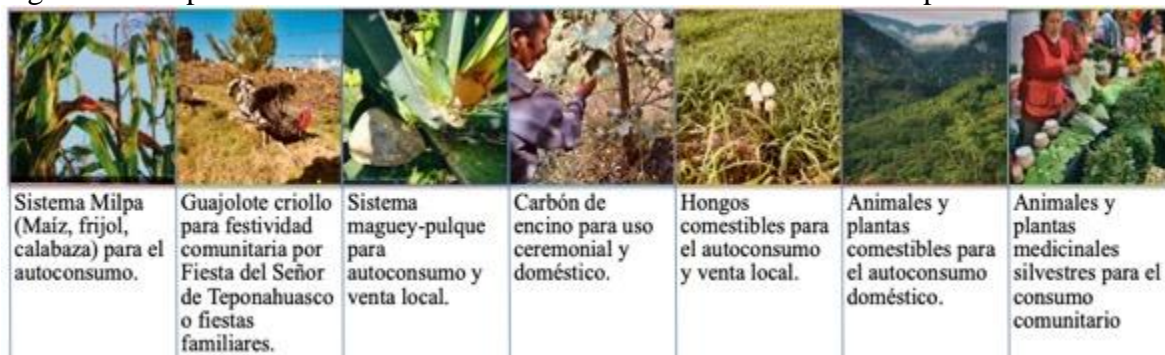 Sistema Milpa
(Maíz, frijol,
calabaza) para el
autoconsumo.
Guajolote criollo
para festividad
comunitaria por
Fiesta del Señor
de Teponahuasco
o fiestas
familiares.
Sistema
maguey-pulque
para
autoconsumo y
venta local.
Carbón de
encino para uso
ceremonial y
doméstico.
Hongos
comestibles para
el autoconsumo
y venta local.
Animales y
plantas
comestibles para
el autoconsumo
doméstico.
Animales y
plantas
medicinales
silvestres para el
consumo
comunitario